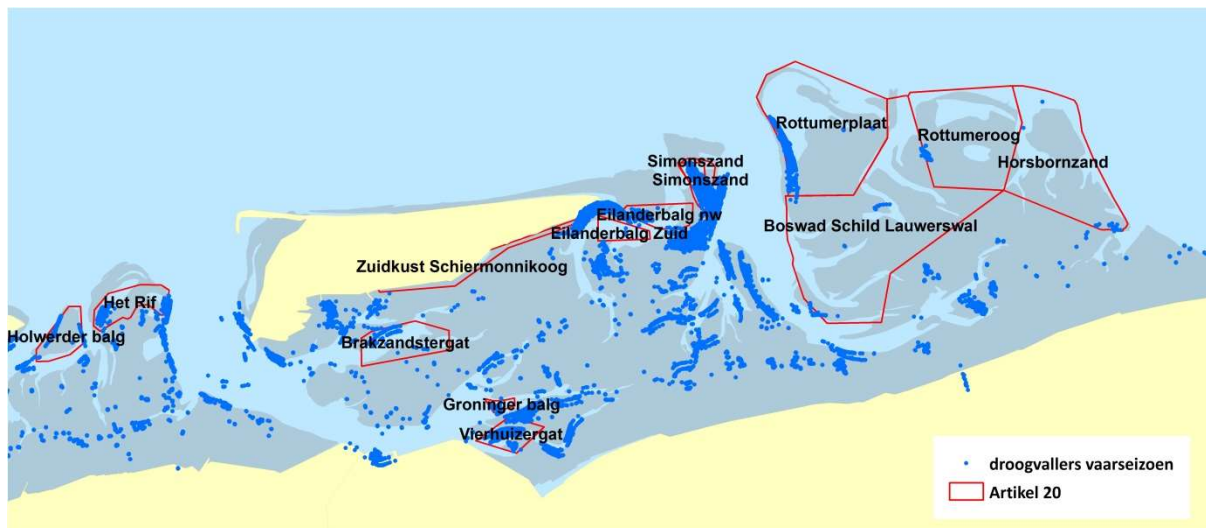 Rottumerplaat
Rottumeroog
Horsbornzand
Simonszand
Simonszand
Eilanderbalg nw
Eilanderbalg Zuid
Boswad Schild Lauwerswal
Zuidkust Schiermonnikoog
Het Rif
Holwerder balg
Brakzandstergat
Groninger balg
Vierhuizergat
droogvallers vaarseizoen
Artikel 20